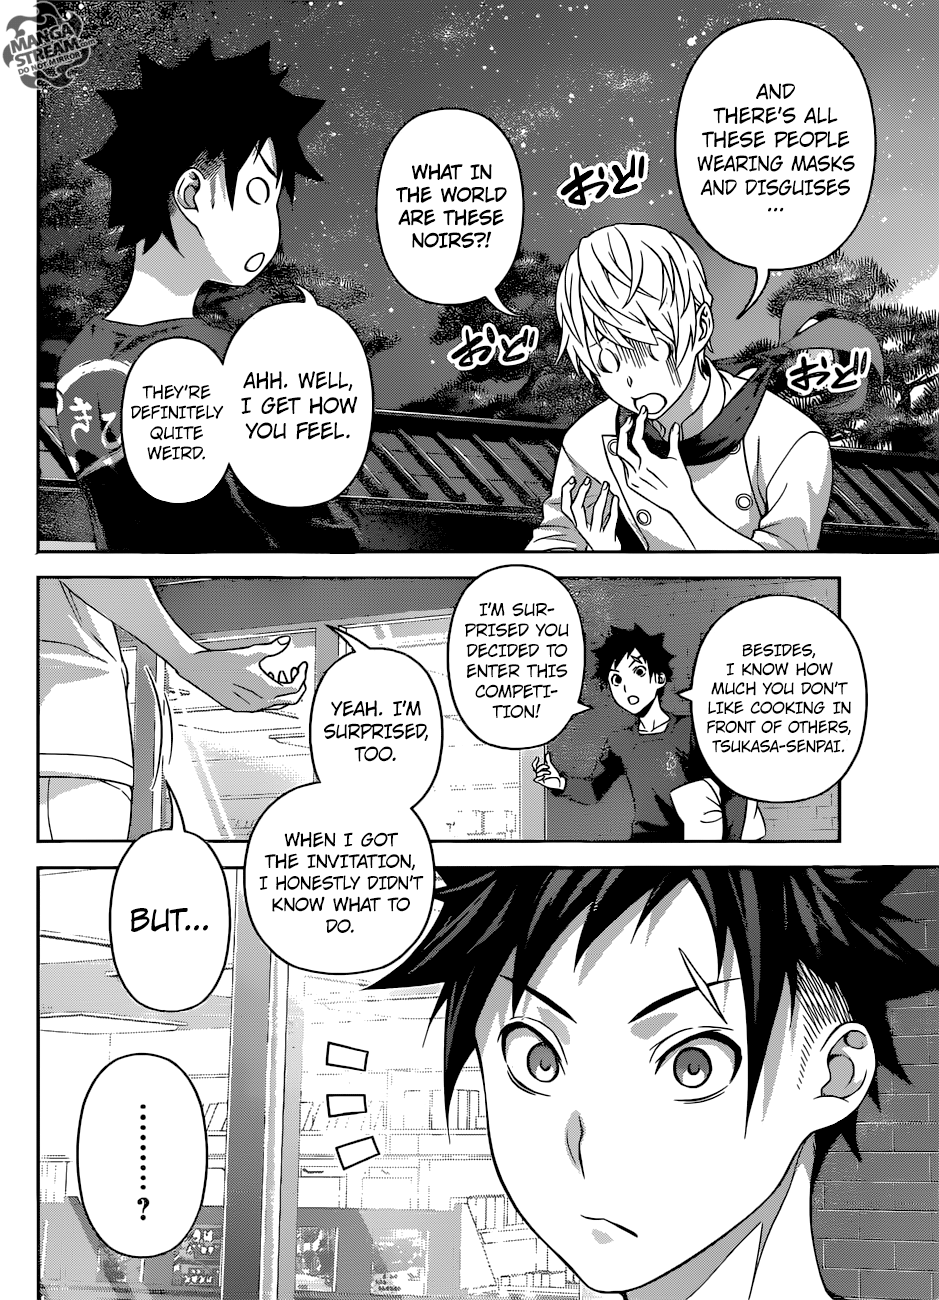 MANGA
STREAM
DO NOT MIRROR
AND
THERE'S ALL
THESE PEOPLE
WEARING MASKS
AND DISGUISES
...
WHAT IN
THE WORLD
ARE THESE
NOIRS?!
おど
おど
おど
AHH. WELL,
I GET HOW
YOU FEEL.
THEY'RE
DEFINITELY
QUITE
WEIRD.
BESIDES,
I KNOW HOW
MUCH YOU DON'T
LIKE COOKING IN
FRONT OF OTHERS,
TSUKASA-SENPAI.
I'M SUR-
PRISED YOU
DECIDED TO
ENTER THIS
COMPETI-
TION!
YEAH. I'M
SURPRISED,
TOO.
WHEN I GOT
THE INVITATION,
I HONESTLY DIDN'T
KNOW WHAT TO
DO.
BUT...
.........?